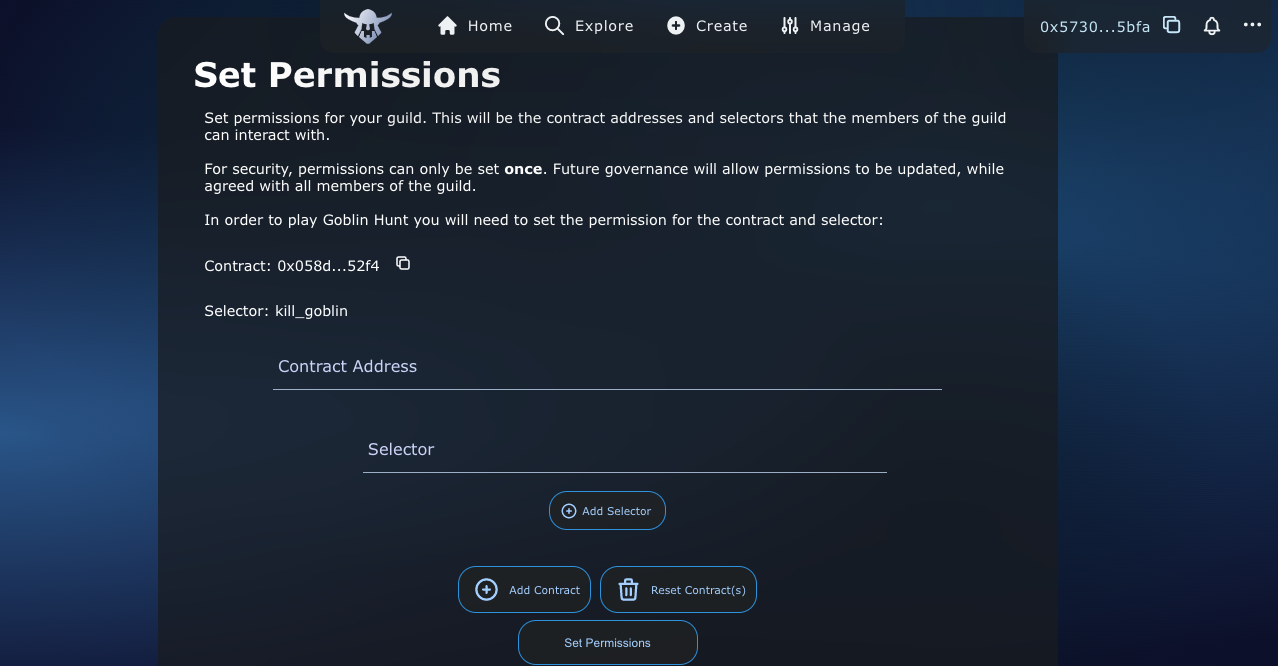 Home
Explore
Create
Manage
0x5730...5bfa
Set Permissions
Set permissions for your guild. This will be the contract addresses and selectors that the members of the guild
can interact with.
For security, permissions can only be set once. Future governance will allow permissions to be updated, while
agreed with all members of the guild.
In order to play Goblin Hunt you will need to set the permission for the contract and selector:
Contract: 0x058d...52f4
Selector: kill_goblin
Contract Address
Selector
Add Selector
Add Contract
Reset Contract(s)
Set Permissions